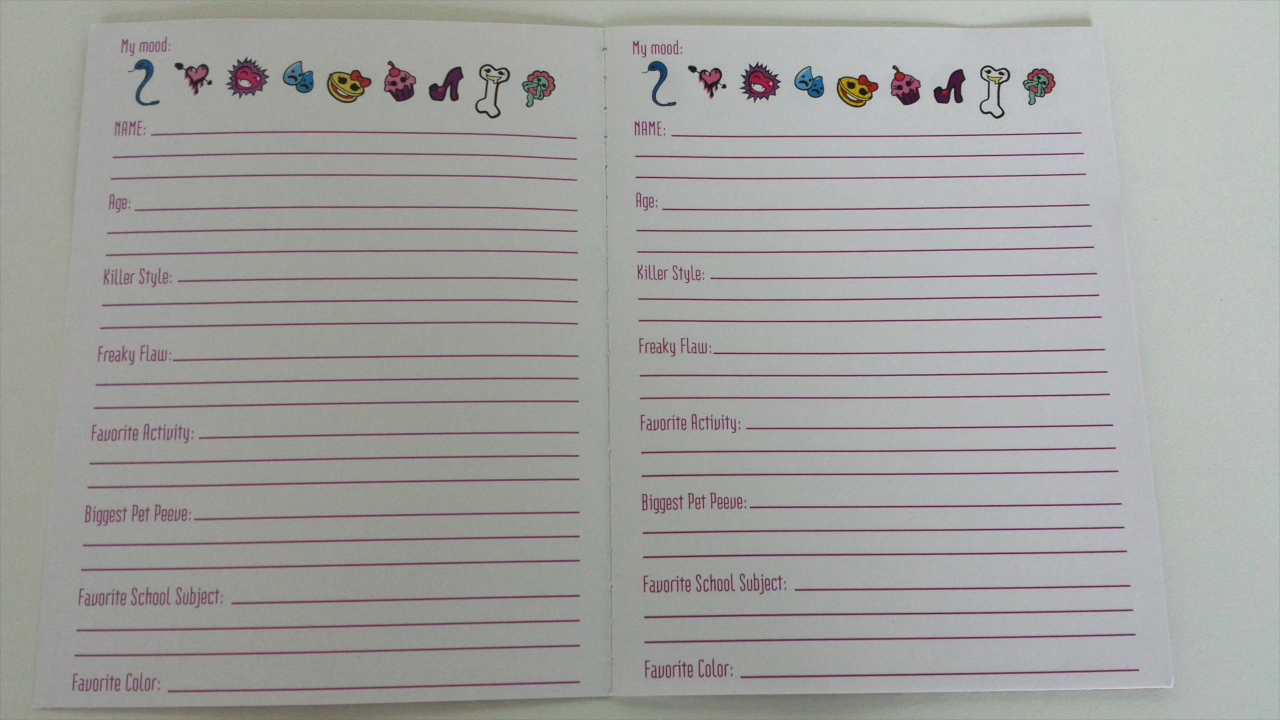 My mood:
NAME:
Age:
Killer Style:
Freaky Flaw:
Favorite Activity:
Biggest Pet Peeve:
Favorite School Subject:
Favorite Color:
My mood:
NAME:
Age:
Killer Style:
Freaky Flaw:
Favorite Activity:
Biggest Pet Peeve:
Favorite School Subject:
Favorite Color: